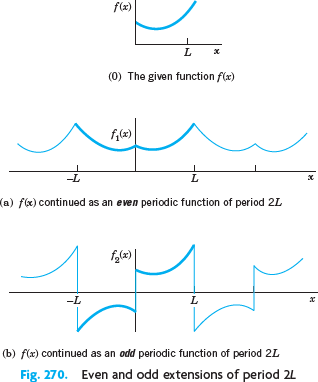 f(x)
L x
(0) The given function f(x)
f₁(x)
–L L x
(a) f(x) continued as an even periodic function of period 2L
f₂(x)
–L L x
(b) f(x) continued as an odd periodic function of period 2L
Fig. 270. Even and odd extensions of period 2L